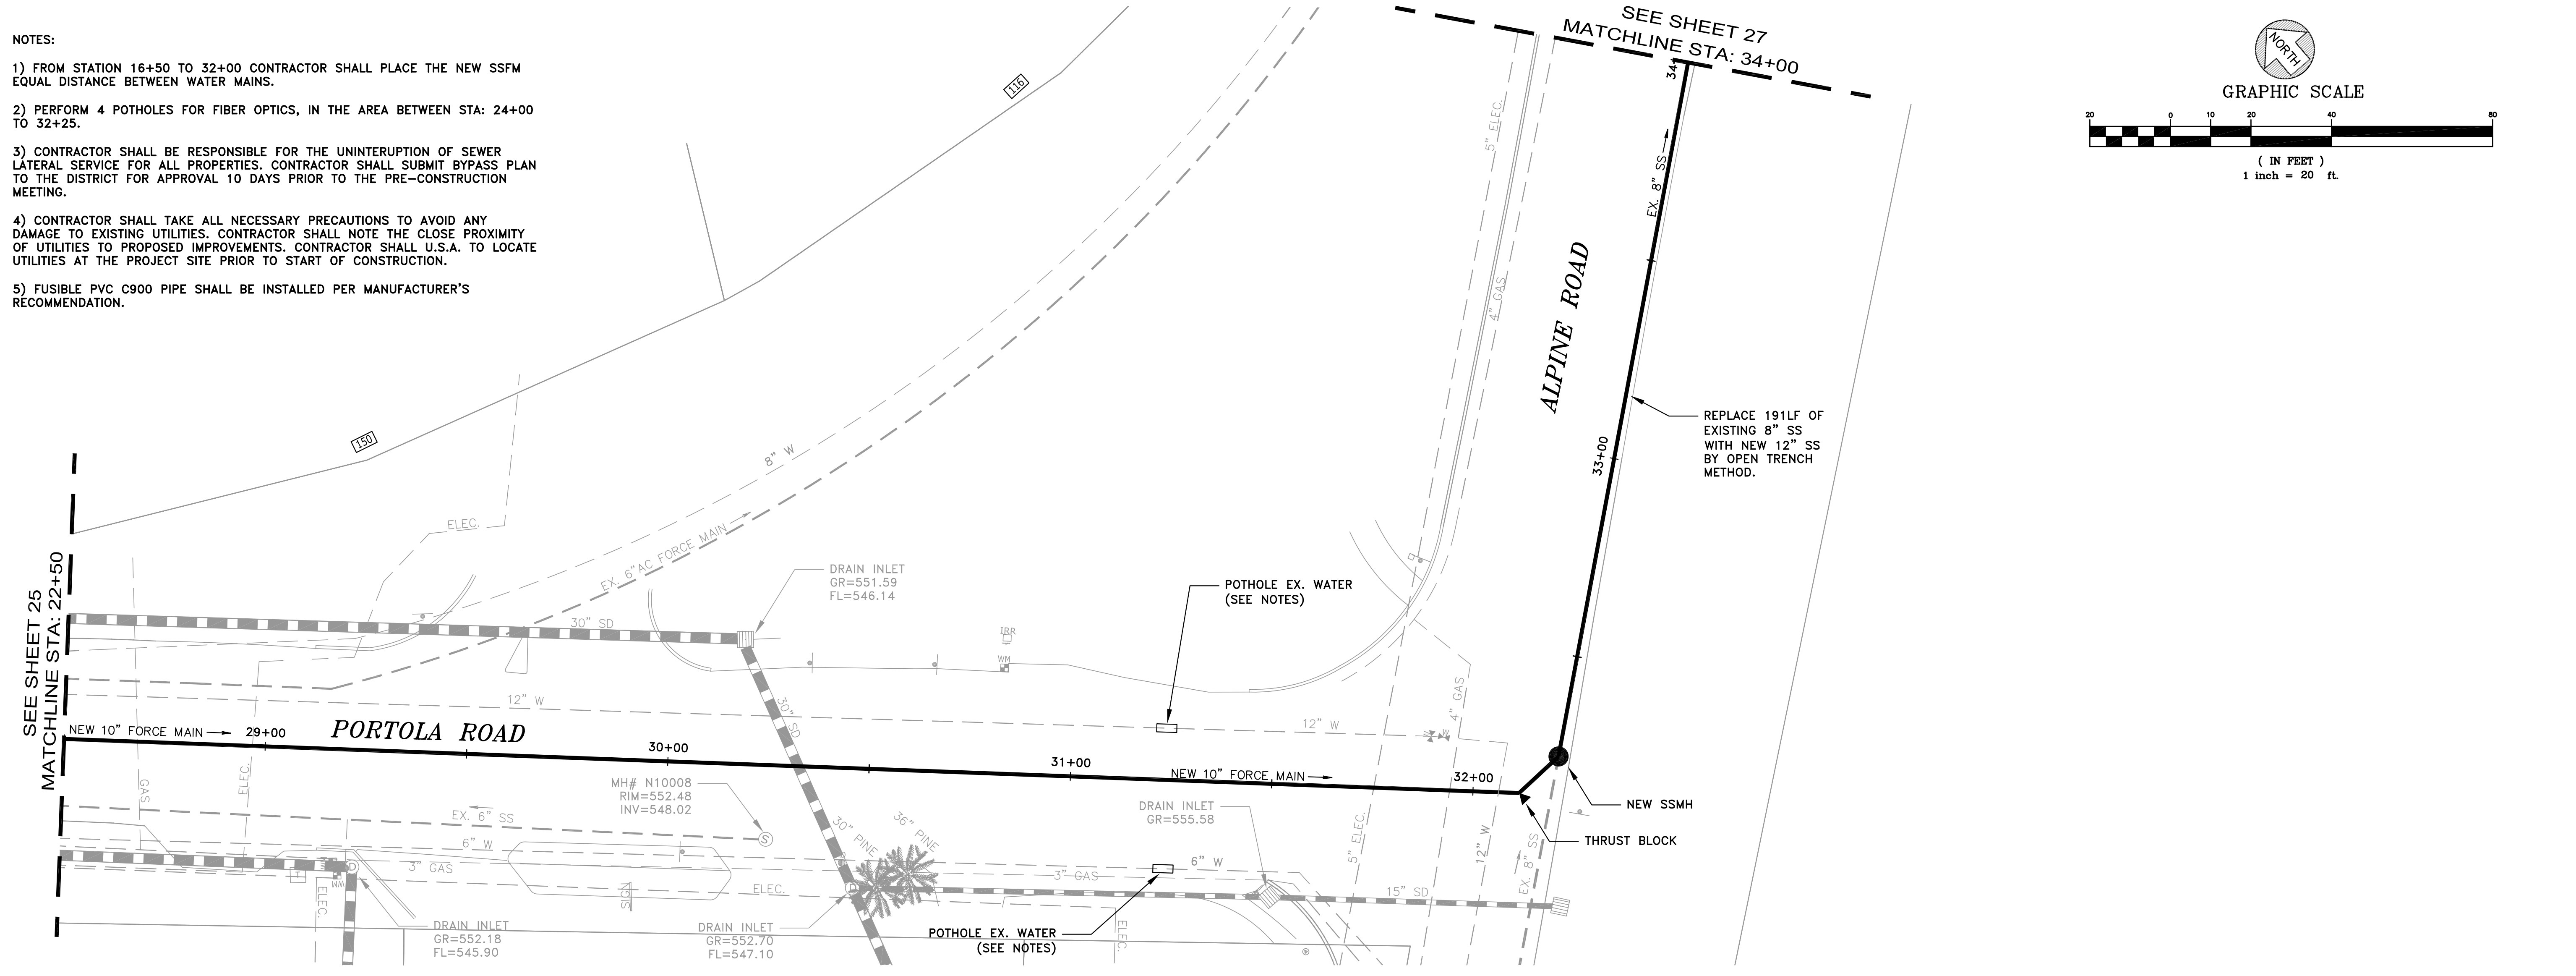 NOTES:
1) FROM STATION 16+50 TO 32+00 CONTRACTOR SHALL PLACE THE NEW SSFM
EQUAL DISTANCE BETWEEN WATER MAINS.
2) PERFORM 4 POTHOLES FOR FIBER OPTICS, IN THE AREA BETWEEN STA: 24+00
TO 32+25.
3) CONTRACTOR SHALL BE RESPONSIBLE FOR THE UNINTERUPTION OF SEWER
LATERAL SERVICE FOR ALL PROPERTIES. CONTRACTOR SHALL SUBMIT BYPASS PLAN
TO THE DISTRICT FOR APPROVAL 10 DAYS PRIOR TO THE PRE-CONSTRUCTION
MEETING.
4) CONTRACTOR SHALL TAKE ALL NECESSARY PRECAUTIONS TO AVOID ANY
DAMAGE TO EXISTING UTILITIES. CONTRACTOR SHALL NOTE THE CLOSE PROXIMITY
OF UTILITIES TO PROPOSED IMPROVEMENTS. CONTRACTOR SHALL U.S.A. TO LOCATE
UTILITIES AT THE PROJECT SITE PRIOR TO START OF CONSTRUCTION.
5) FUSIBLE PVC C900 PIPE SHALL BE INSTALLED PER MANUFACTURER'S
RECOMMENDATION.
SEE SHEET 27
MATCHLINE STA: 34+00
34+
NORTH
GRAPHIC SCALE
20 0 10 20 40 80
( IN FEET )
1 inch = 20 ft.
116
150
5" ELEC.
4" GAS
EX. 8" SS
ALPINE ROAD
33+00
REPLACE 191LF OF
EXISTING 8" SS
WITH NEW 12" SS
BY OPEN TRENCH
METHOD.
8" W
ELEC.
EX. 6"AC FORCE MAIN
DRAIN INLET
GR=551.59
FL=546.14
POTHOLE EX. WATER
(SEE NOTES)
SEE SHEET 25
MATCHLINE STA: 22+50
30" SD
IRR
WM
12" W
30" SD
12" W
4" GAS
W
NEW 10" FORCE MAIN
29+00
PORTOLA ROAD
30+00
31+00
NEW 10" FORCE MAIN
32+00
GAS
ELEC.
MH# N10008
RIM=552.48
INV=548.02
S
EX. 6" SS
6" W
3" GAS
30" PINE
36" PINE
DRAIN INLET
GR=555.58
NEW SSMH
THRUST BLOCK
5" ELEC.
12" W
EX. 8" SS
6" W
3" GAS
15" SD
D
T
WM
ELEC.
SIGN
ELEC.
D
DRAIN INLET
GR=552.18
FL=545.90
DRAIN INLET
GR=552.70
FL=547.10
POTHOLE EX. WATER
(SEE NOTES)
ELEC.